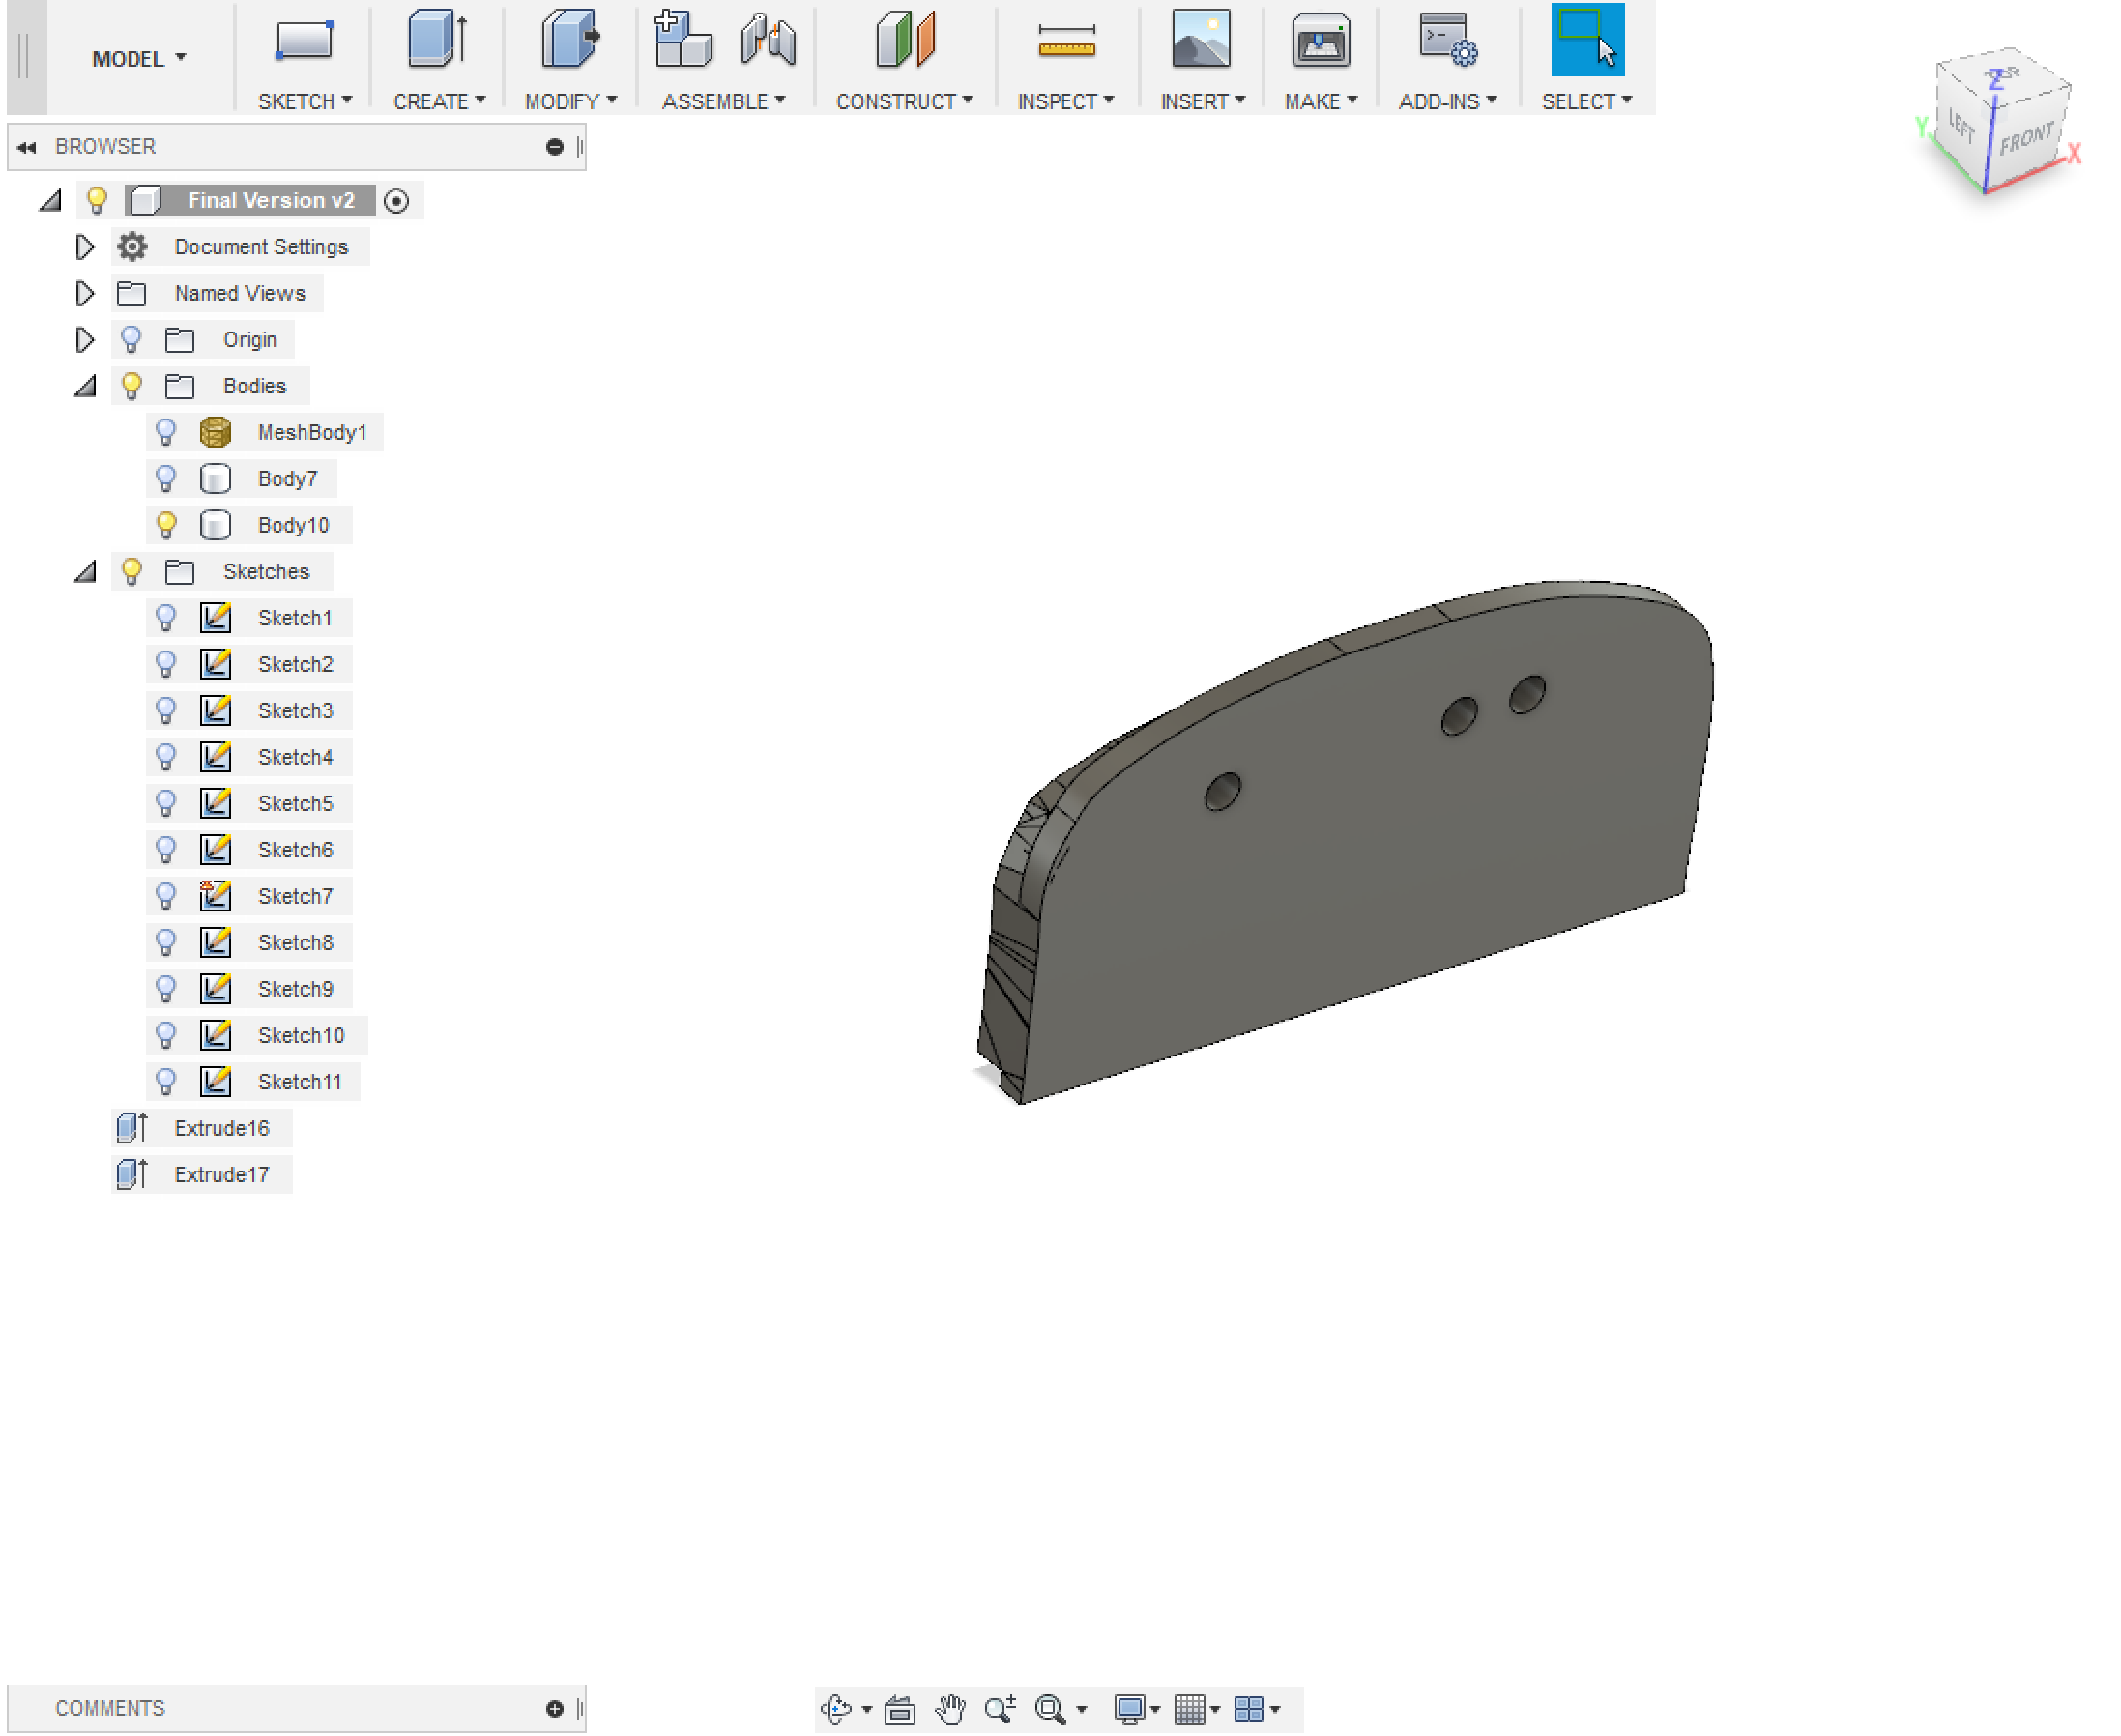 MODEL
SKETCH
CREATE
MODIFY
ASSEMBLE
CONSTRUCT
INSPECT
INSERT
MAKE
ADD-INS
SELECT
TOP
Z
LEFT
FRONT
Y
X
BROWSER
Final Version v2
Document Settings
Named Views
Origin
Bodies
MeshBody1
Body7
Body10
Sketches
Sketch1
Sketch2
Sketch3
Sketch4
Sketch5
Sketch6
Sketch7
Sketch8
Sketch9
Sketch10
Sketch11
Extrude16
Extrude17
COMMENTS